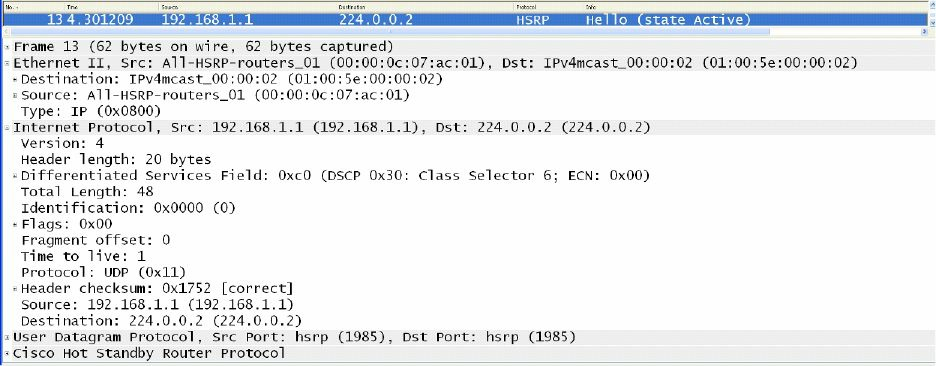 No. Time Source Destination Protocol Info
13 4.301209 192.168.1.1 224.0.0.2 HSRP Hello (state Active)
Frame 13 (62 bytes on wire, 62 bytes captured)
Ethernet II, Src: All-HSRP-routers_01 (00:00:0c:07:ac:01), Dst: IPv4mcast_00:00:02 (01:00:5e:00:00:02)
Destination: IPv4mcast_00:00:02 (01:00:5e:00:00:02)
Source: All-HSRP-routers_01 (00:00:0c:07:ac:01)
Type: IP (0x0800)
Internet Protocol, Src: 192.168.1.1 (192.168.1.1), Dst: 224.0.0.2 (224.0.0.2)
Version: 4
Header length: 20 bytes
Differentiated Services Field: 0xc0 (DSCP 0x30: Class Selector 6; ECN: 0x00)
Total Length: 48
Identification: 0x0000 (0)
Flags: 0x00
Fragment offset: 0
Time to live: 1
Protocol: UDP (0x11)
Header checksum: 0x1752 [correct]
Source: 192.168.1.1 (192.168.1.1)
Destination: 224.0.0.2 (224.0.0.2)
User Datagram Protocol, Src Port: hsrp (1985), Dst Port: hsrp (1985)
Cisco Hot Standby Router Protocol